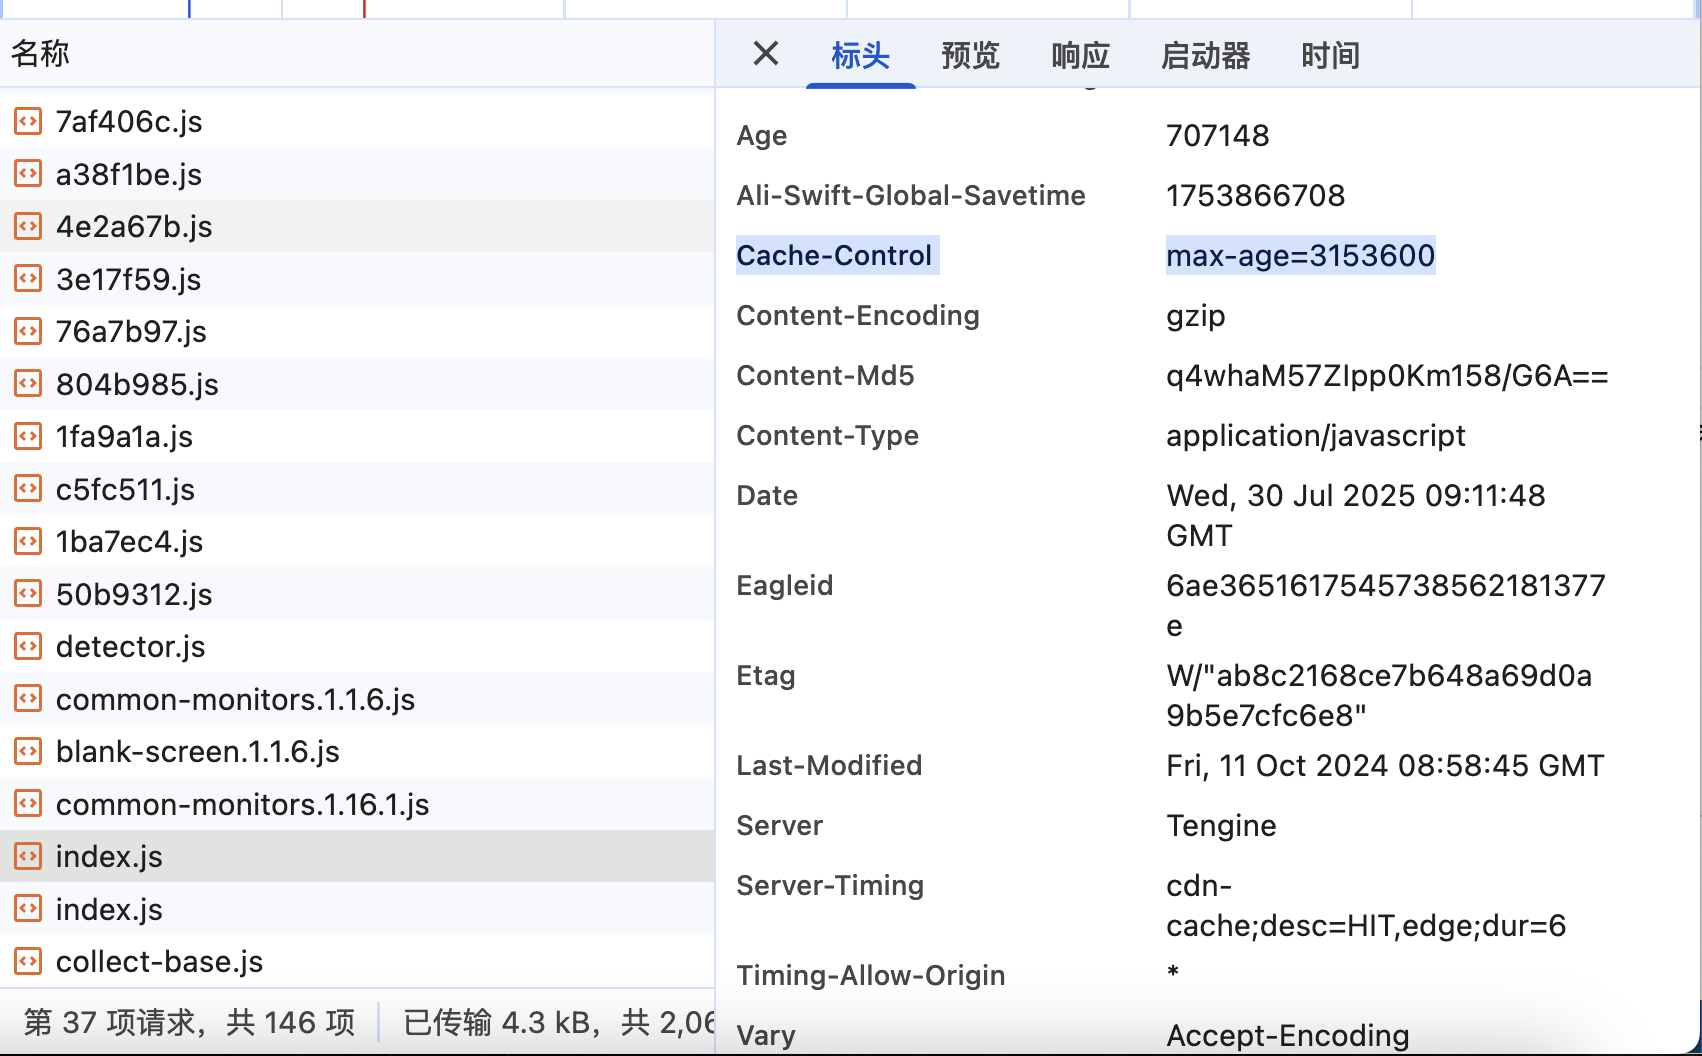 名称
7af406c.js
a38f1be.js
4e2a67b.js
3e17f59.js
76a7b97.js
804b985.js
1fa9a1a.js
c5fc511.js
1ba7ec4.js
50b9312.js
detector.js
common-monitors.1.1.6.js
blank-screen.1.1.6.js
common-monitors.1.16.1.js
index.js
index.js
collect-base.js
第 37 项请求，共 146 项
已传输 4.3 kB，共 2,06
标头 预览 响应 启动器 时间
Age 707148
Ali-Swift-Global-Savetime 1753866708
Cache-Control max-age=3153600
Content-Encoding gzip
Content-Md5 q4whaM57ZIpp0Km158/G6A==
Content-Type application/javascript
Date Wed, 30 Jul 2025 09:11:48
GMT
Eagleid 6ae3651617545738562181377
e
Etag W/"ab8c2168ce7b648a69d0a
9b5e7cfc6e8"
Last-Modified Fri, 11 Oct 2024 08:58:45 GMT
Server Tengine
Server-Timing cdn-
cache;desc=HIT,edge;dur=6
Timing-Allow-Origin *
Vary Accept-Encoding